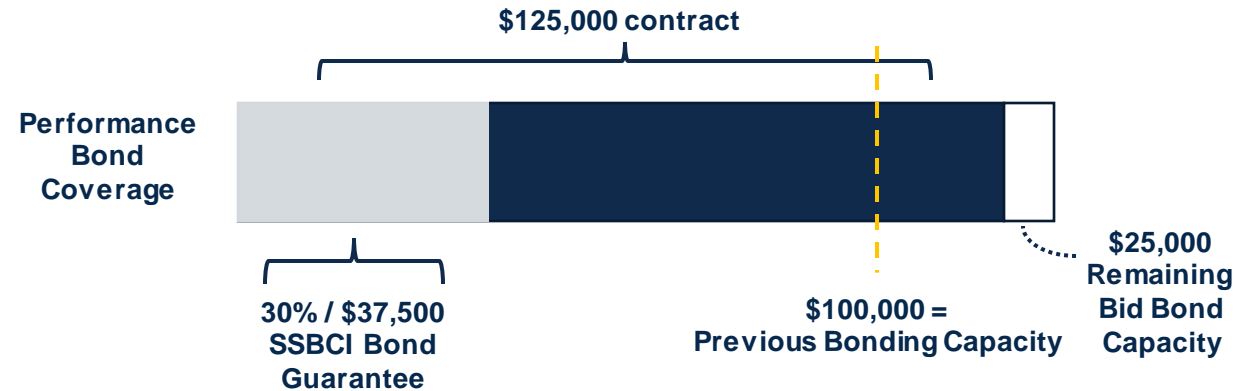 $125,000 contract
Performance
Bond
Coverage
30% / $37,500
SSBCI Bond
Guarantee
$100,000 =
Previous Bonding Capacity
$25,000
Remaining
Bid Bond
Capacity